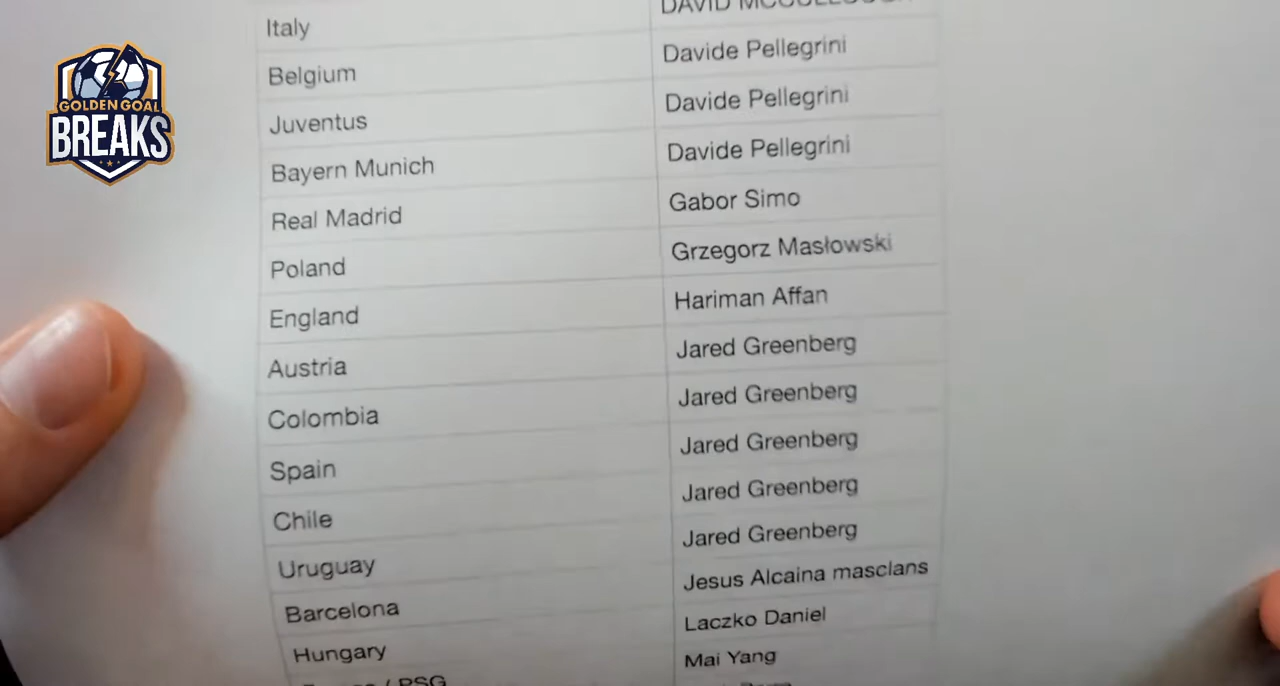 GOLDEN GOAL
BREAKS
Italy DAVID
Belgium Davide Pellegrini
Juventus Davide Pellegrini
Bayern Munich Davide Pellegrini
Real Madrid Gabor Simo
Poland Grzegorz Masłowski
England Hariman Affan
Austria Jared Greenberg
Colombia Jared Greenberg
Spain Jared Greenberg
Chile Jared Greenberg
Uruguay Jared Greenberg
Barcelona Jesus Alcaina masclans
Hungary Laczko Daniel
/ PSG Mai Yang